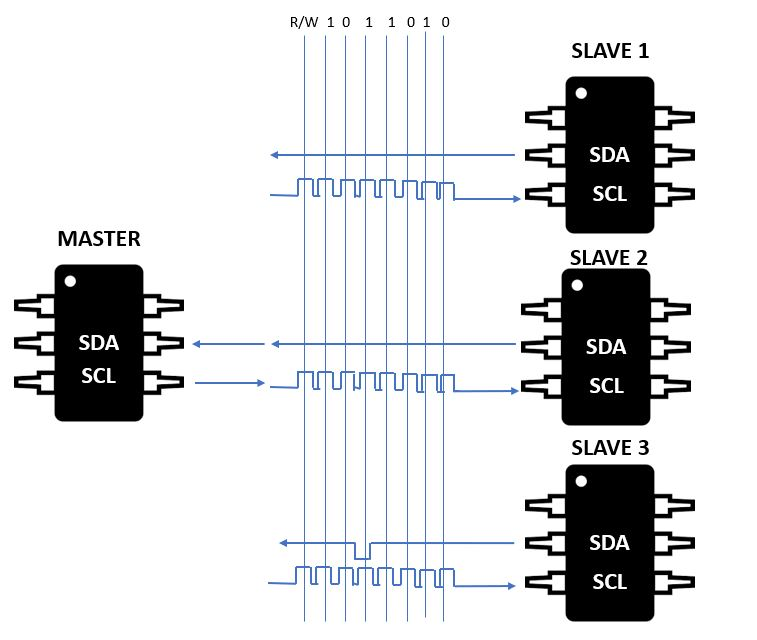 R/W 1 0 1 1 0 1 0
SLAVE 1
SDA
SCL
MASTER
SDA
SCL
SLAVE 2
SDA
SCL
SLAVE 3
SDA
SCL